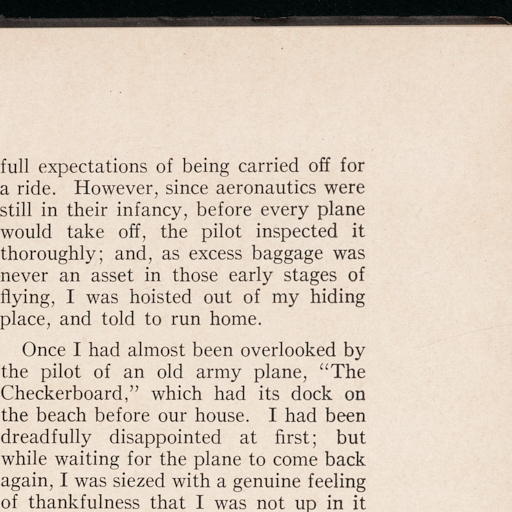 full expectations of being carried off for
a ride. However, since aeronautics were
still in their infancy, before every plane
would take off, the pilot inspected it
thoroughly; and, as excess baggage was
never an asset in those early stages of
flying, I was hoisted out of my hiding
place, and told to run home.
Once I had almost been overlooked by
the pilot of an old army plane, “The
Checkerboard,” which had its dock on
the beach before our house. I had been
dreadfully disappointed at first; but
while waiting for the plane to come back
again, I was siezed with a genuine feeling
of thankfulness that I was not up in it